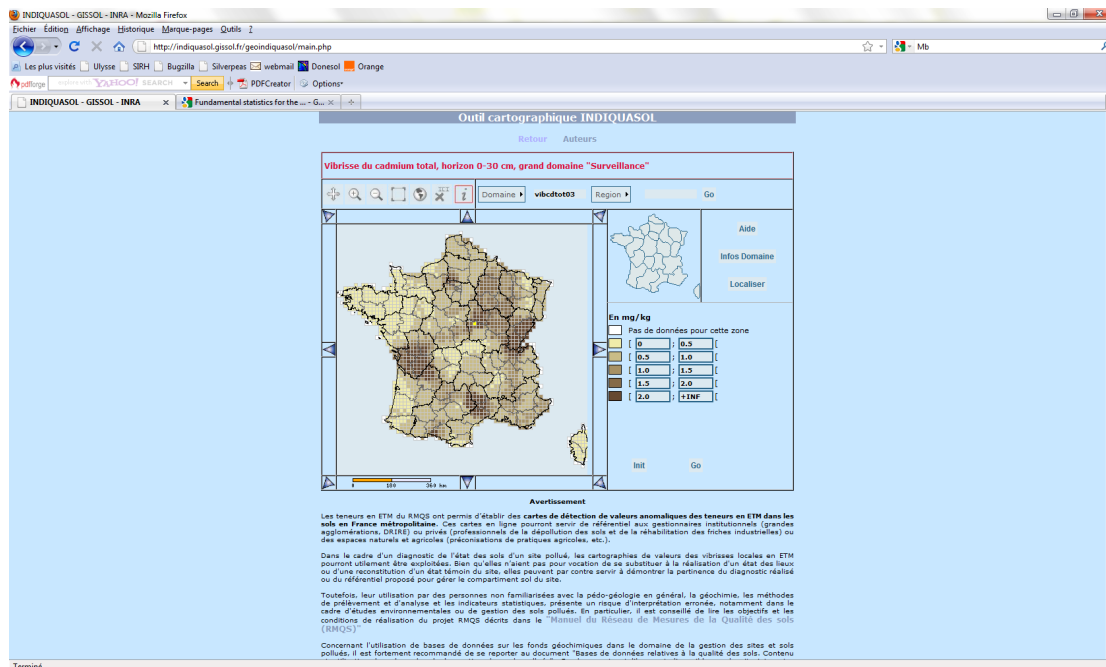 INDIQUASOL - GISSOL - INRA - Mozilla Firefox
Fichier Édition Affichage Historique Marque-pages Outils ?
http://indiquasol.gissol.fr/geoindiquasol/main.php
Mb
Les plus visités Ulysse SIRH Bugzilla Silverpeas webmail Donesol Orange
pdfforge YAHOO! SEARCH Search PDFCreator Options
INDIQUASOL - GISSOL - INRA Fundamental statistics for the ... - G...
Outil cartographique INDIQUASOL
Retour Auteurs
Vibrisse du cadmium total, horizon 0-30 cm, grand domaine "Surveillance"
Domaine vibcdtot03 Region Go
Aide
Infos Domaine
Localiser
En mg/kg
Pas de données pour cette zone
[ 0 ; 0.5 [
[ 0.5 ; 1.0 [
[ 1.0 ; 1.5 [
[ 1.5 ; 2.0 [
[ 2.0 ; +INF [
Init Go
0 180 360 km
Avertissement
Les teneurs en ETM du RMQS ont permis d'établir des cartes de détection de valeurs anomaliques des teneurs en ETM dans les
sols en France métropolitaine. Ces cartes en ligne pourront servir de référentiel aux gestionnaires institutionnels (grandes
agglomérations, DRIRE) ou privés (professionnels de la dépollution des sols et de la réhabilitation des friches industrielles) ou
des espaces naturels et agricoles (préconisations de pratiques agricoles, etc.).
Dans le cadre d'un diagnostic de l'état des sols d'un site pollué, les cartographies de valeurs des vibrisses locales en ETM
pourront utilement être exploitées. Bien qu'elles n'aient pas pour vocation de se substituer à la réalisation d'un état des lieux
ou d'une reconstitution d'un état témoin du site, elles peuvent par contre servir à démontrer la pertinence du diagnostic réalisé
ou du référentiel proposé pour gérer le compartiment sol du site.
Toutefois, leur utilisation par des personnes non familiarisées avec la pédo-géologie en général, la géochimie, les méthodes
de prélèvement et d'analyse et les indicateurs statistiques, présente un risque d'interprétation erronée, notamment dans le
cadre d'études environnementales ou de gestion des sols pollués. En particulier, il est conseillé de lire les objectifs et les
conditions de réalisation du projet RMQS décrits dans le "Manuel du Réseau de Mesures de la Qualité des sols
(RMQS)"
Concernant l'utilisation de bases de données sur les fonds géochimiques dans le domaine de la gestion des sites et sols
pollués, il est fortement recommandé de se reporter au document "Bases de données relatives à la qualité des sols. Contenu
Terminé